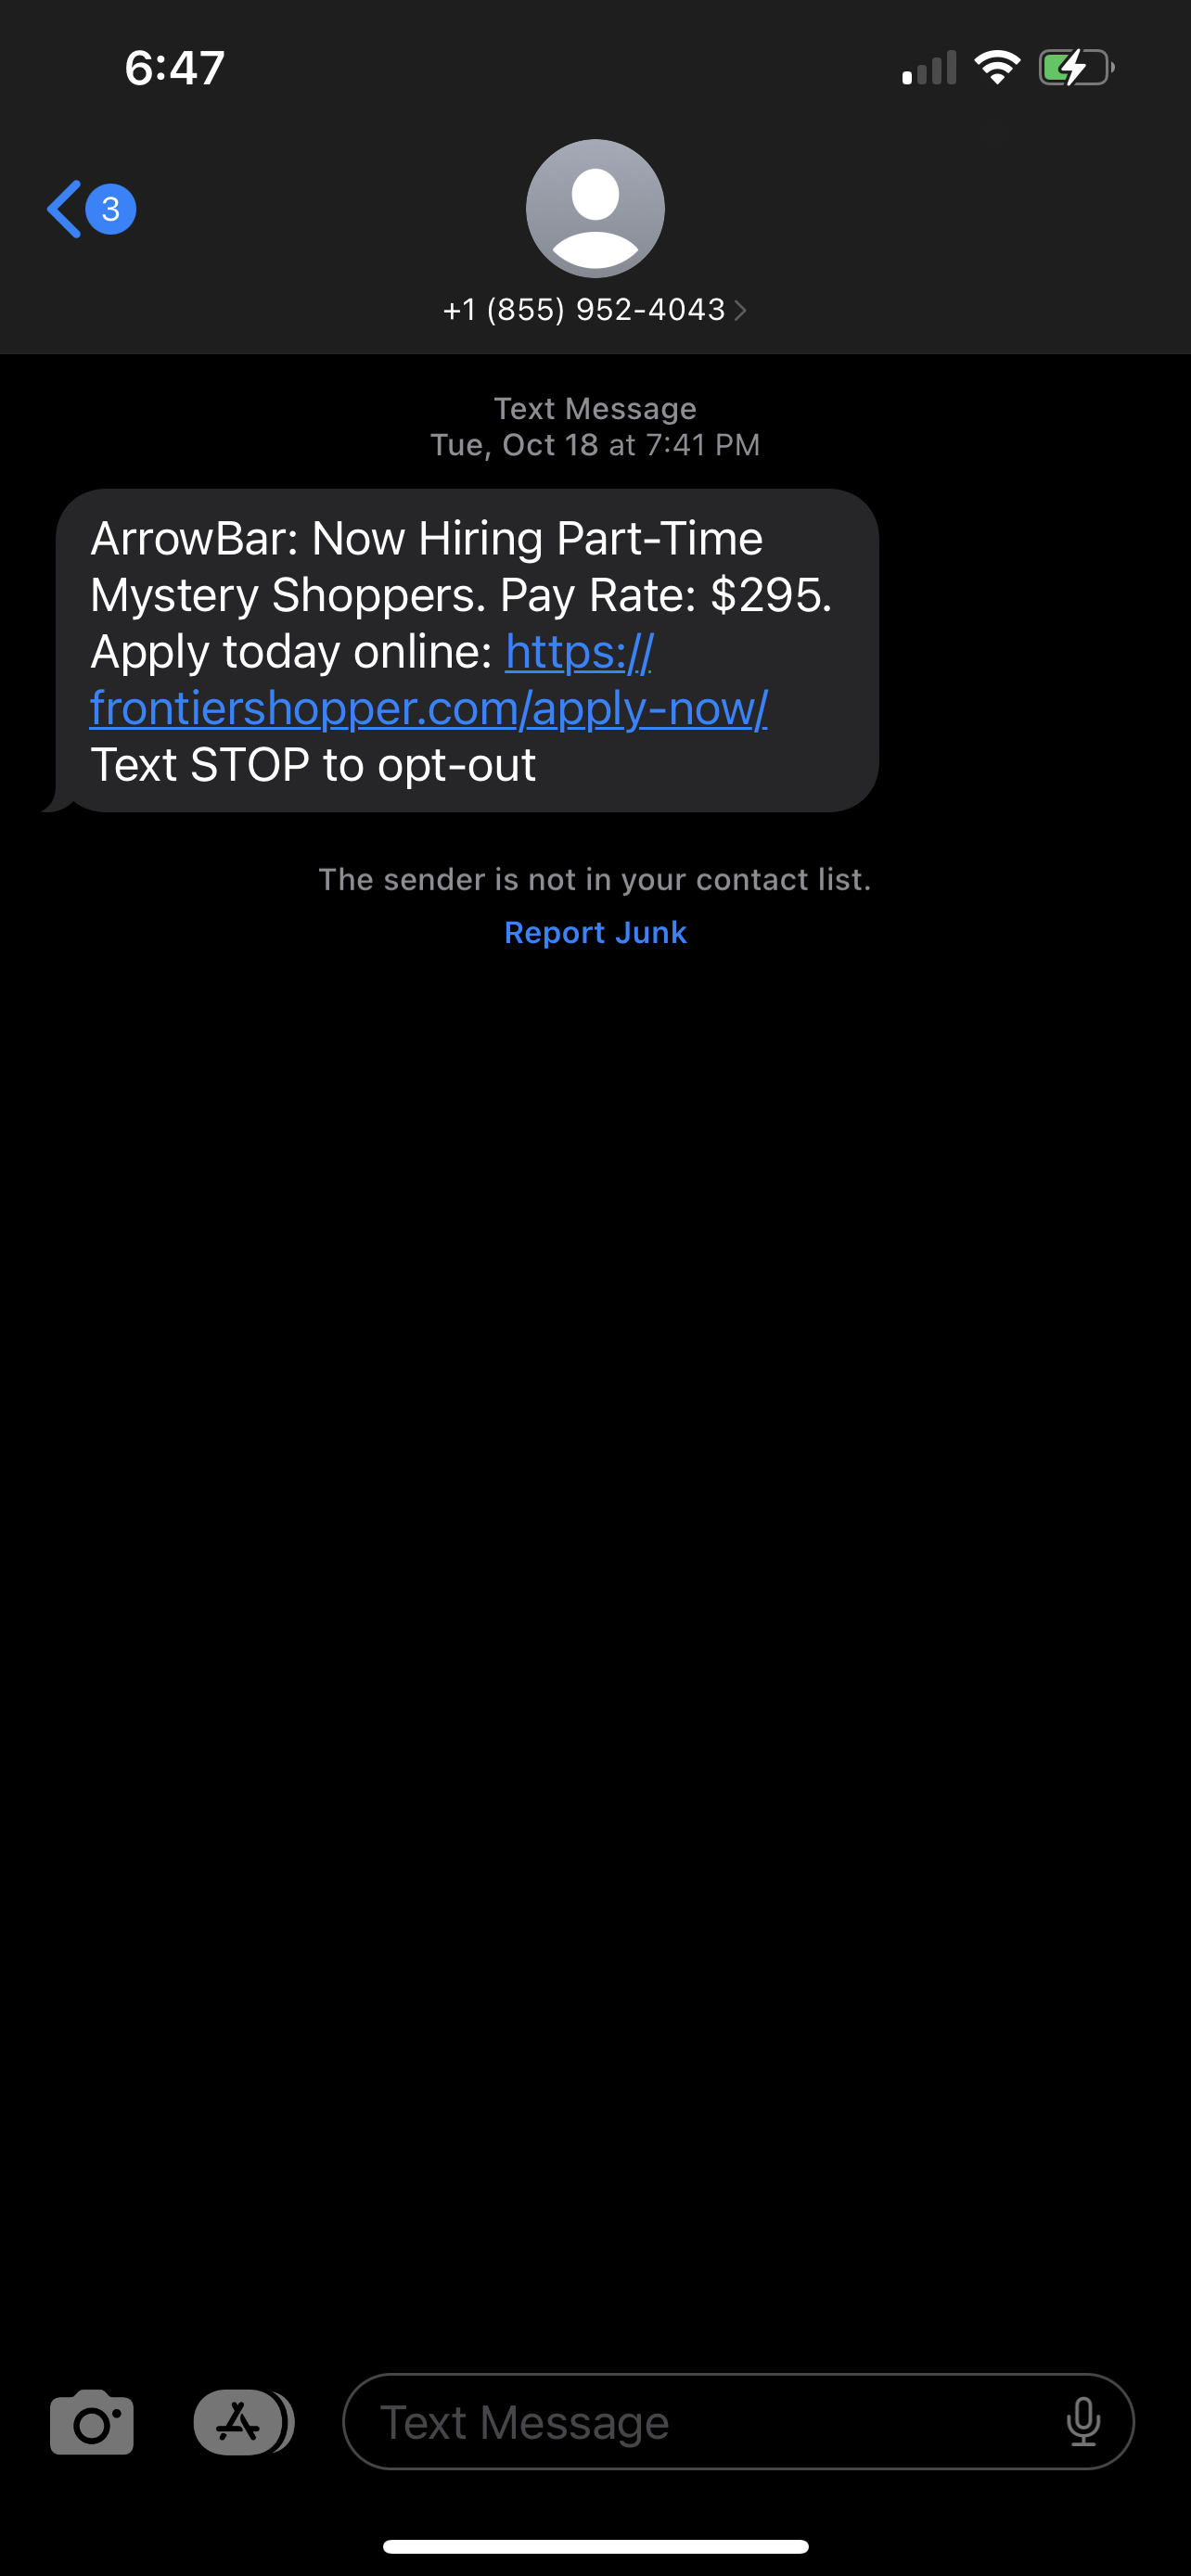 6:47
3
+1 (855) 952-4043
Text Message
Tue, Oct 18 at 7:41 PM
ArrowBar: Now Hiring Part-Time
Mystery Shoppers. Pay Rate: $295.
Apply today online: https://
frontiershopper.com/apply-now/
Text STOP to opt-out
The sender is not in your contact list.
Report Junk
Text Message